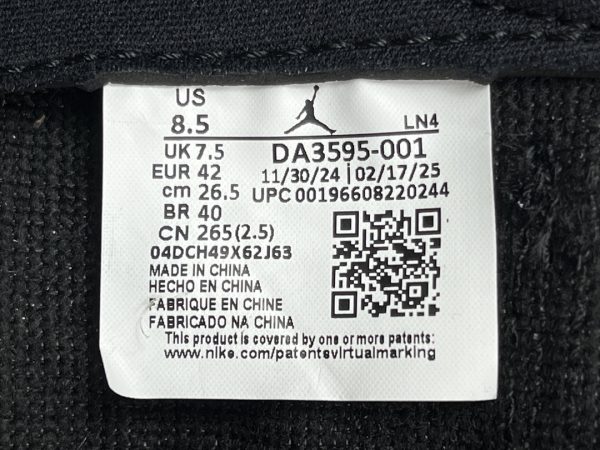 US
8.5
LN4
UK 7.5 DA3595-001
EUR 42 11/30/24 | 02/17/25
cm 26.5 UPC 00196608220244
BR 40
CN 265 (2.5)
04DCH49X62J63
MADE IN CHINA
HECHO EN CHINA
FABRIQUE EN CHINE
FABRICADO NA CHINA
This product is covered by one or more patents:
www.nike.com/patentsvirtualmarking